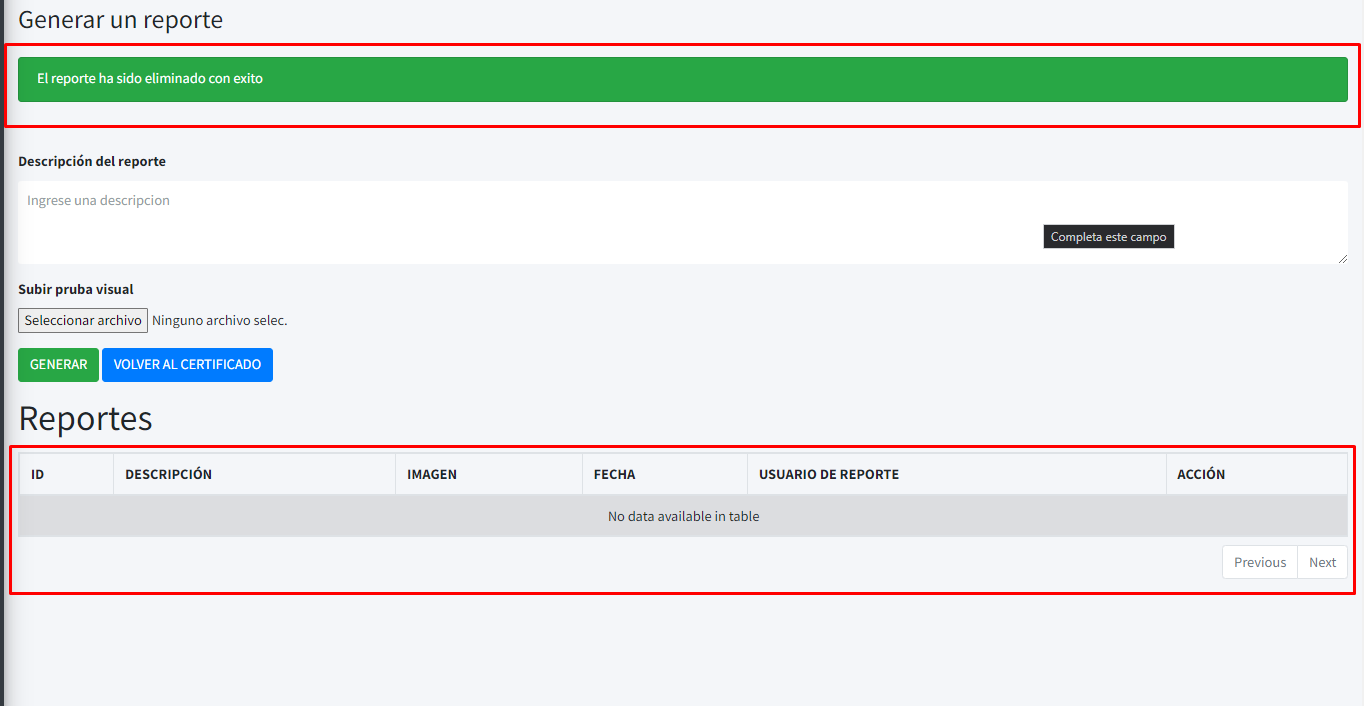 Generar un reporte
El reporte ha sido eliminado con exito
Descripción del reporte
Ingrese una descripcion
Completa este campo
Subir pruba visual
Seleccionar archivo Ninguno archivo selec.
GENERAR VOLVER AL CERTIFICADO
Reportes
ID DESCRIPCIÓN IMAGEN FECHA USUARIO DE REPORTE ACCIÓN
No data available in table
Previous Next